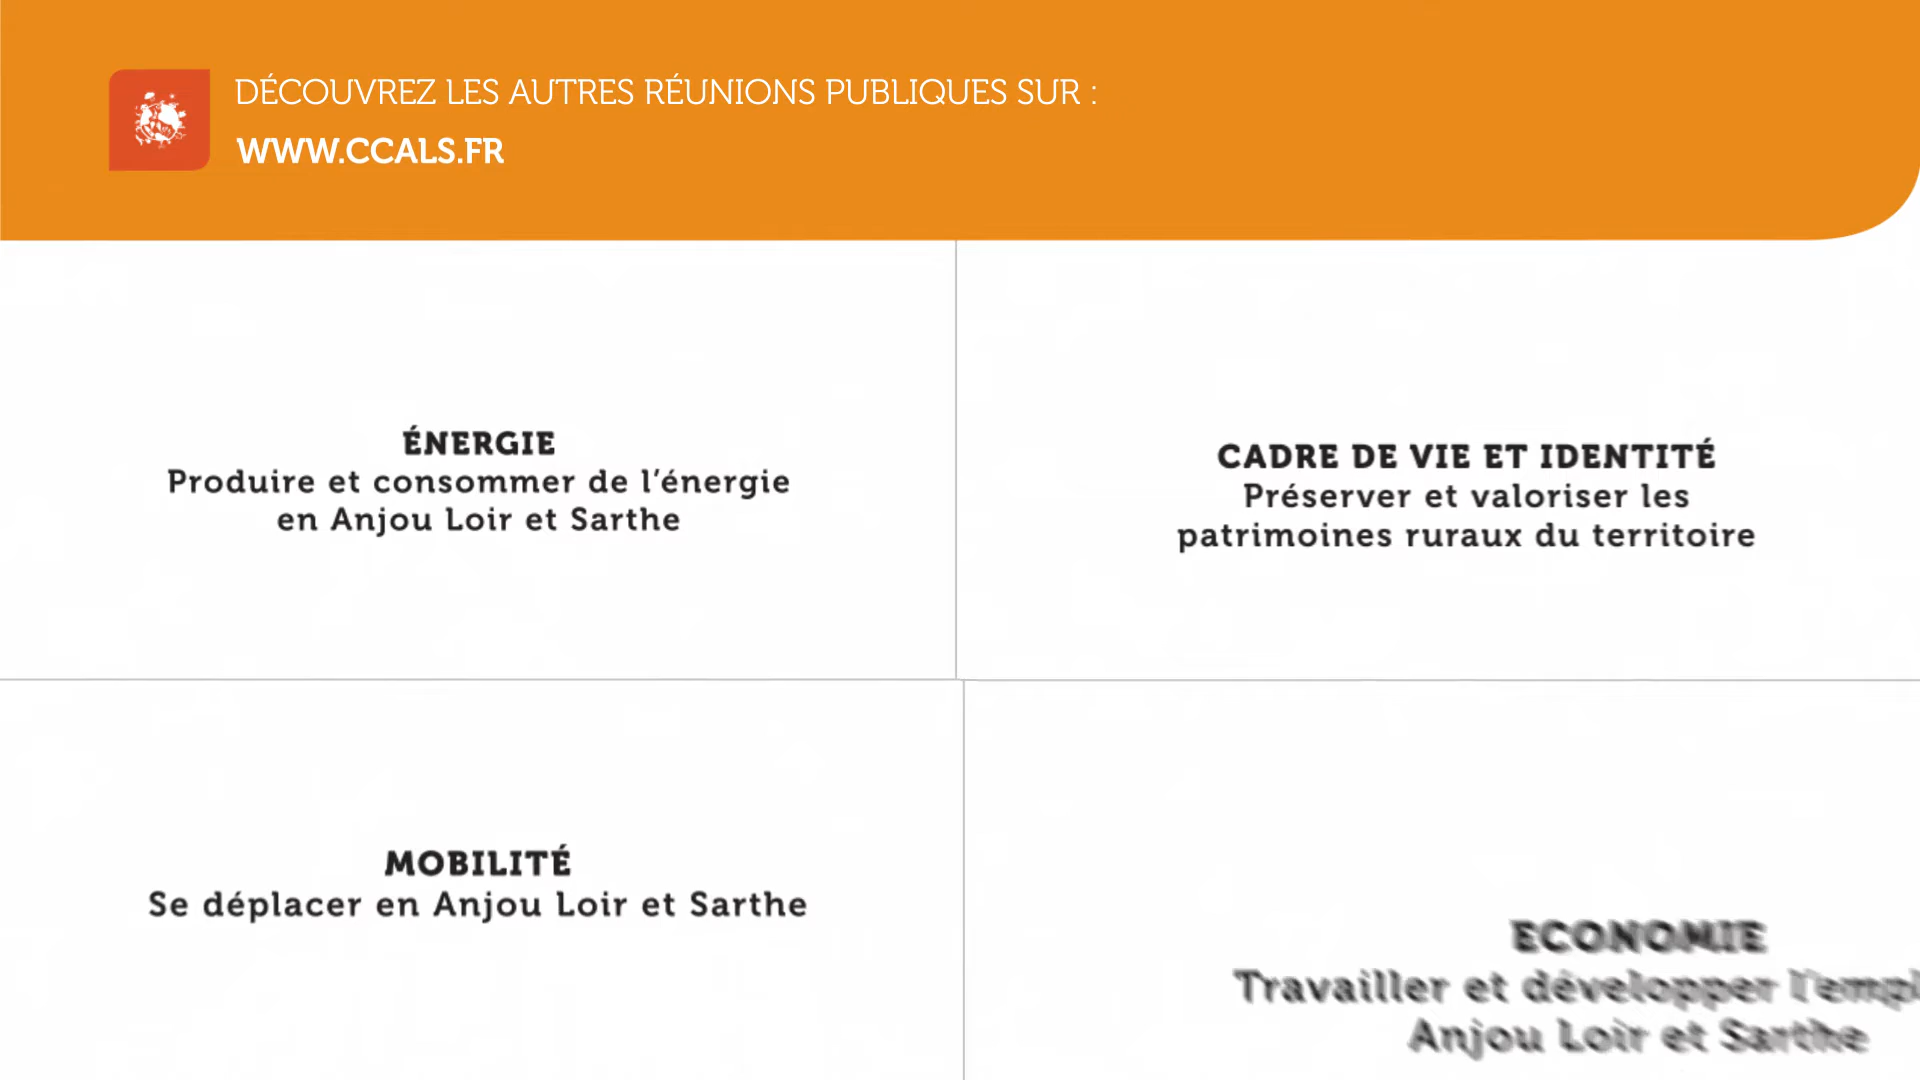 DÉCOUVREZ LES AUTRES RÉUNIONS PUBLIQUES SUR :
WWW.CCALS.FR
ÉNERGIE
Produire et consommer de l’énergie
en Anjou Loir et Sarthe
CADRE DE VIE ET IDENTITÉ
Préserver et valoriser les
patrimoines ruraux du territoire
MOBILITÉ
Se déplacer en Anjou Loir et Sarthe
ECONOMIE
Travailler et développer
Anjou Loir et Sarthe